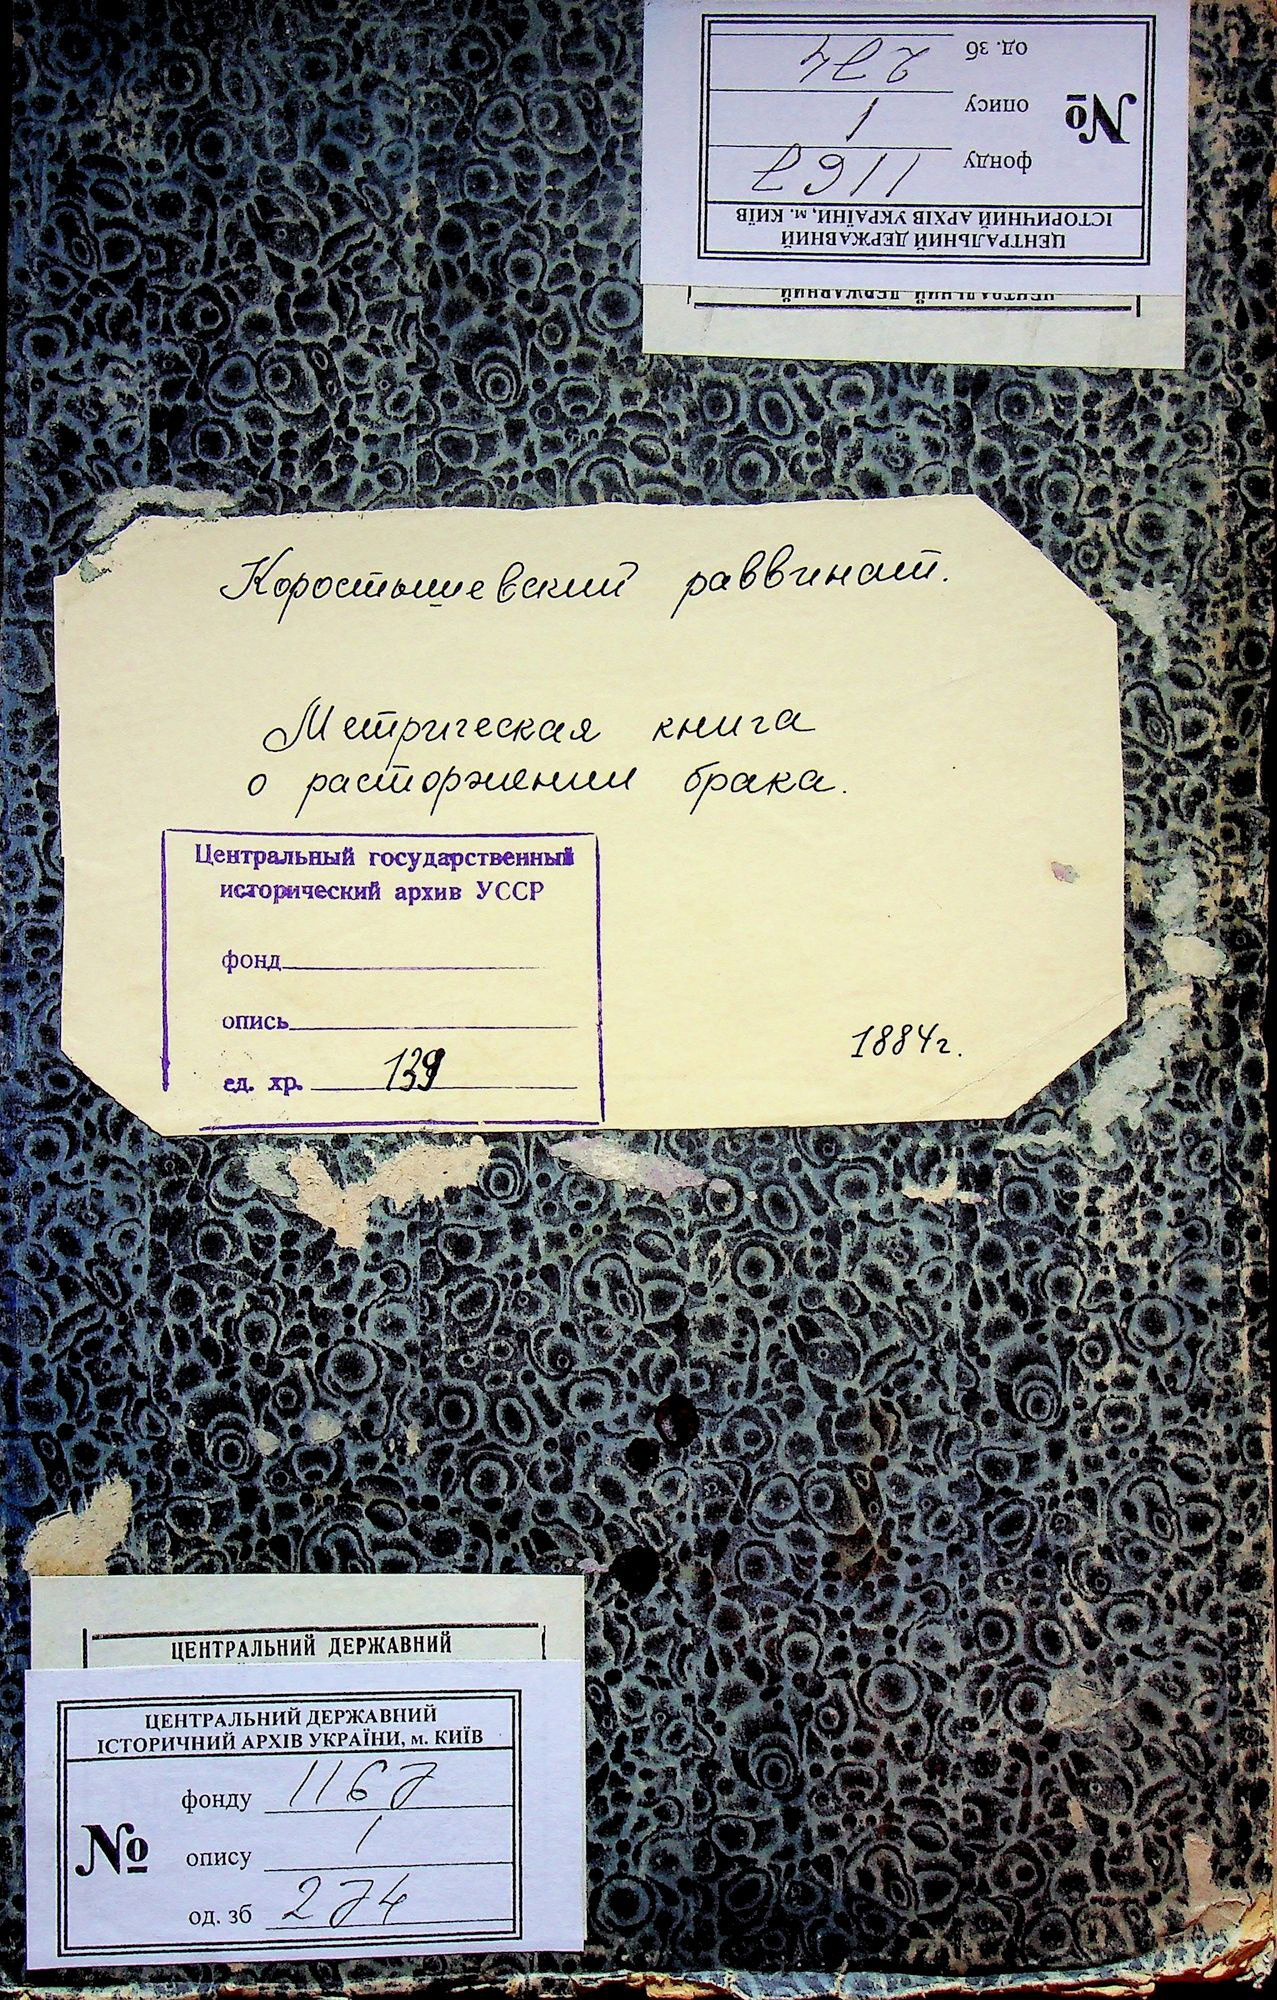 ЦЕНТРАЛЬНИЙ ДЕРЖАВНИЙ
ЦЕНТРАЛЬНИЙ ДЕРЖАВНИЙ
ІСТОРИЧНИЙ АРХІВ УКРАЇНИ, м. КИЇВ
№
фонду 1167
опису 1
од. зб 274
Коростышевский раввинат.
Метрическая книга
о расторжении брака.
Центральный государственный
исторический архив УССР
фонд
опись
ед. хр. 139
1884г.
ЦЕНТРАЛЬНИЙ ДЕРЖАВНИЙ
ЦЕНТРАЛЬНИЙ ДЕРЖАВНИЙ
ІСТОРИЧНИЙ АРХІВ УКРАЇНИ, м. КИЇВ
№
фонду 1167
опису 1
од. зб 274